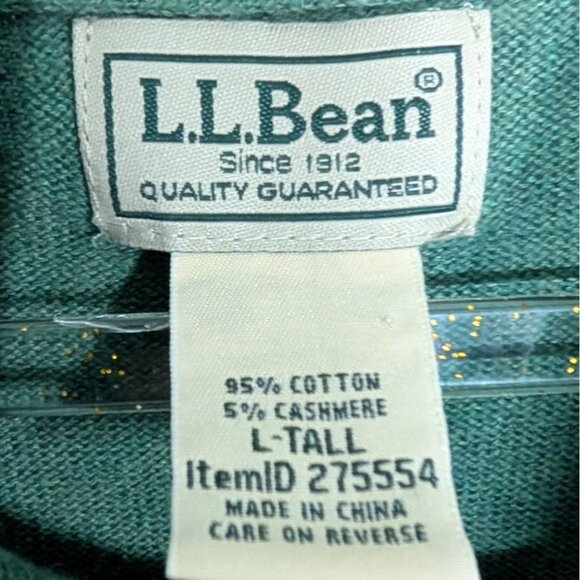 L.L.Bean®
Since 1912
QUALITY GUARANTEED
95% COTTON
5% CASHMERE
L-TALL
ItemID 275554
MADE IN CHINA
CARE ON REVERSE